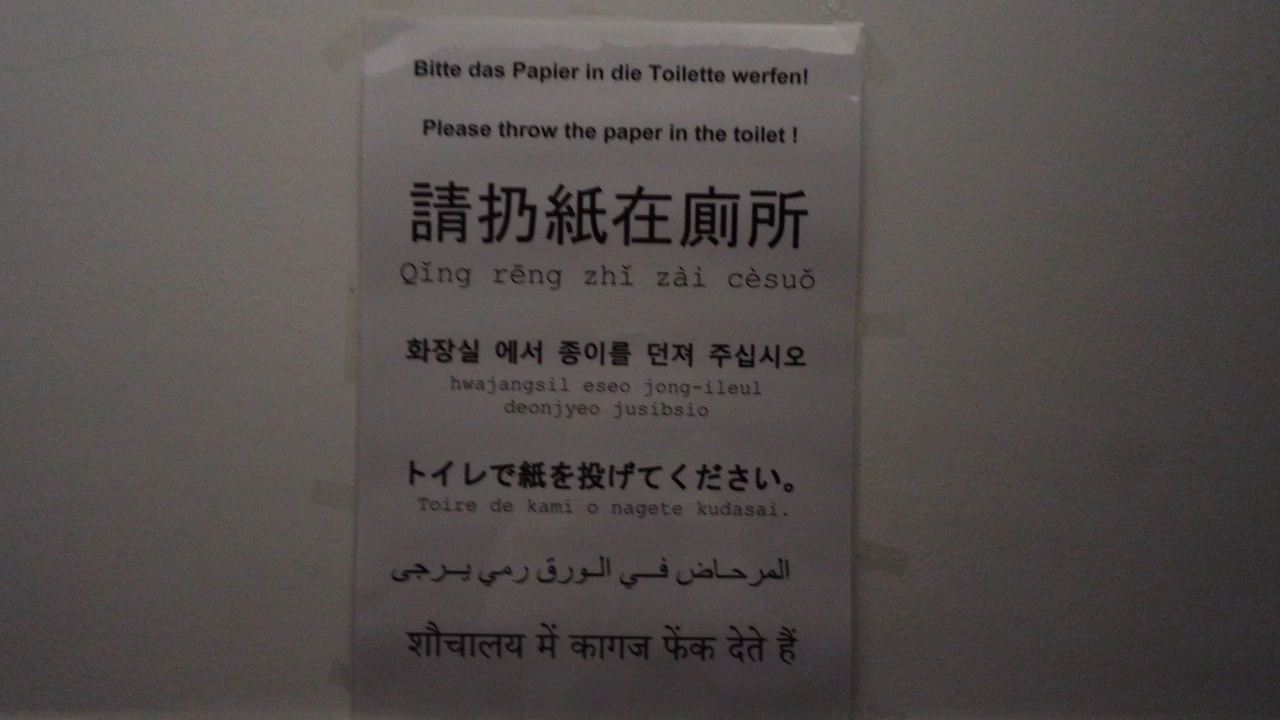 Bitte das Papier in die Toilette werfen!
Please throw the paper in the toilet !
請扔紙在廁所
Qǐng rēng zhǐ zài cèsuǒ
화장실 에서 종이를 던져 주십시오
hwajangsil eseo jong-ileul
deonjyeo jusibsio
トイレで紙を投げてください。
Toire de kami o nagete kudasai.
المرحاض في الورق رمي يرجى
शौचालय में कागज फेंक देते हैं